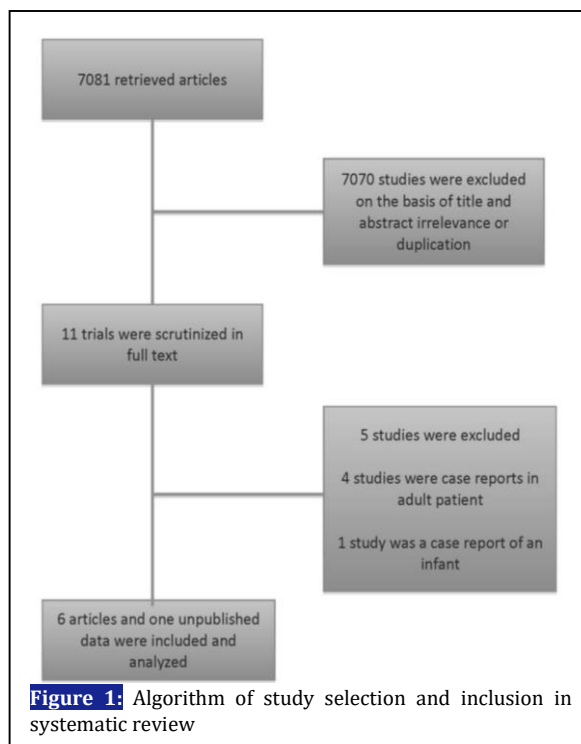 7081 retrieved articles
7070 studies were excluded
on the basis of title and
abstract irrelevance or
duplication
11 trials were scrutinized in
full text
5 studies were excluded
4 studies were case reports in
adult patient
1 study was a case report of an
infant
6 articles and one unpublished
data were included and
analyzed
Figure 1: Algorithm of study selection and inclusion in
systematic review